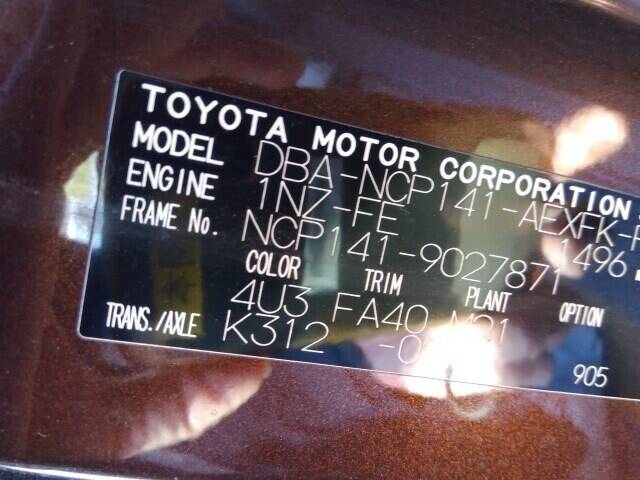 TOYOTA MOTOR CORPORATION
MODEL DBA-NCP141-AEXFK-
ENGINE 1NZ-FE 1496
FRAME No. NCP141-9027871
COLOR TRIM PLANT OPTION
4U3 FA40 M21
TRANS./AXLE K312
905